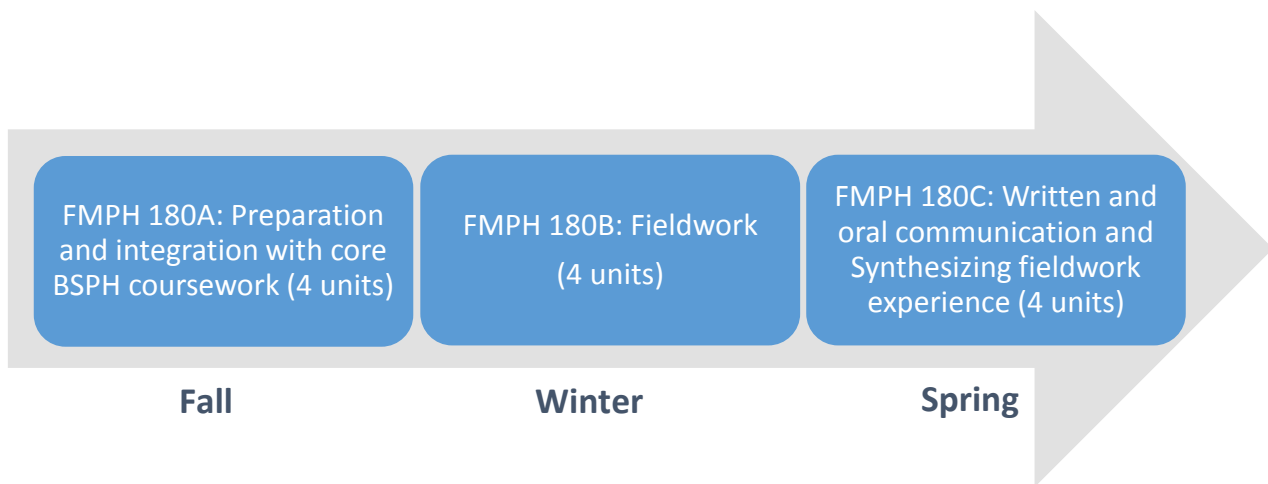 FMPH 180A: Preparation
and integration with core
BSPH coursework (4 units)
FMPH 180B: Fieldwork
(4 units)
FMPH 180C: Written and
oral communication and
Synthesizing fieldwork
experience (4 units)
Fall
Winter
Spring